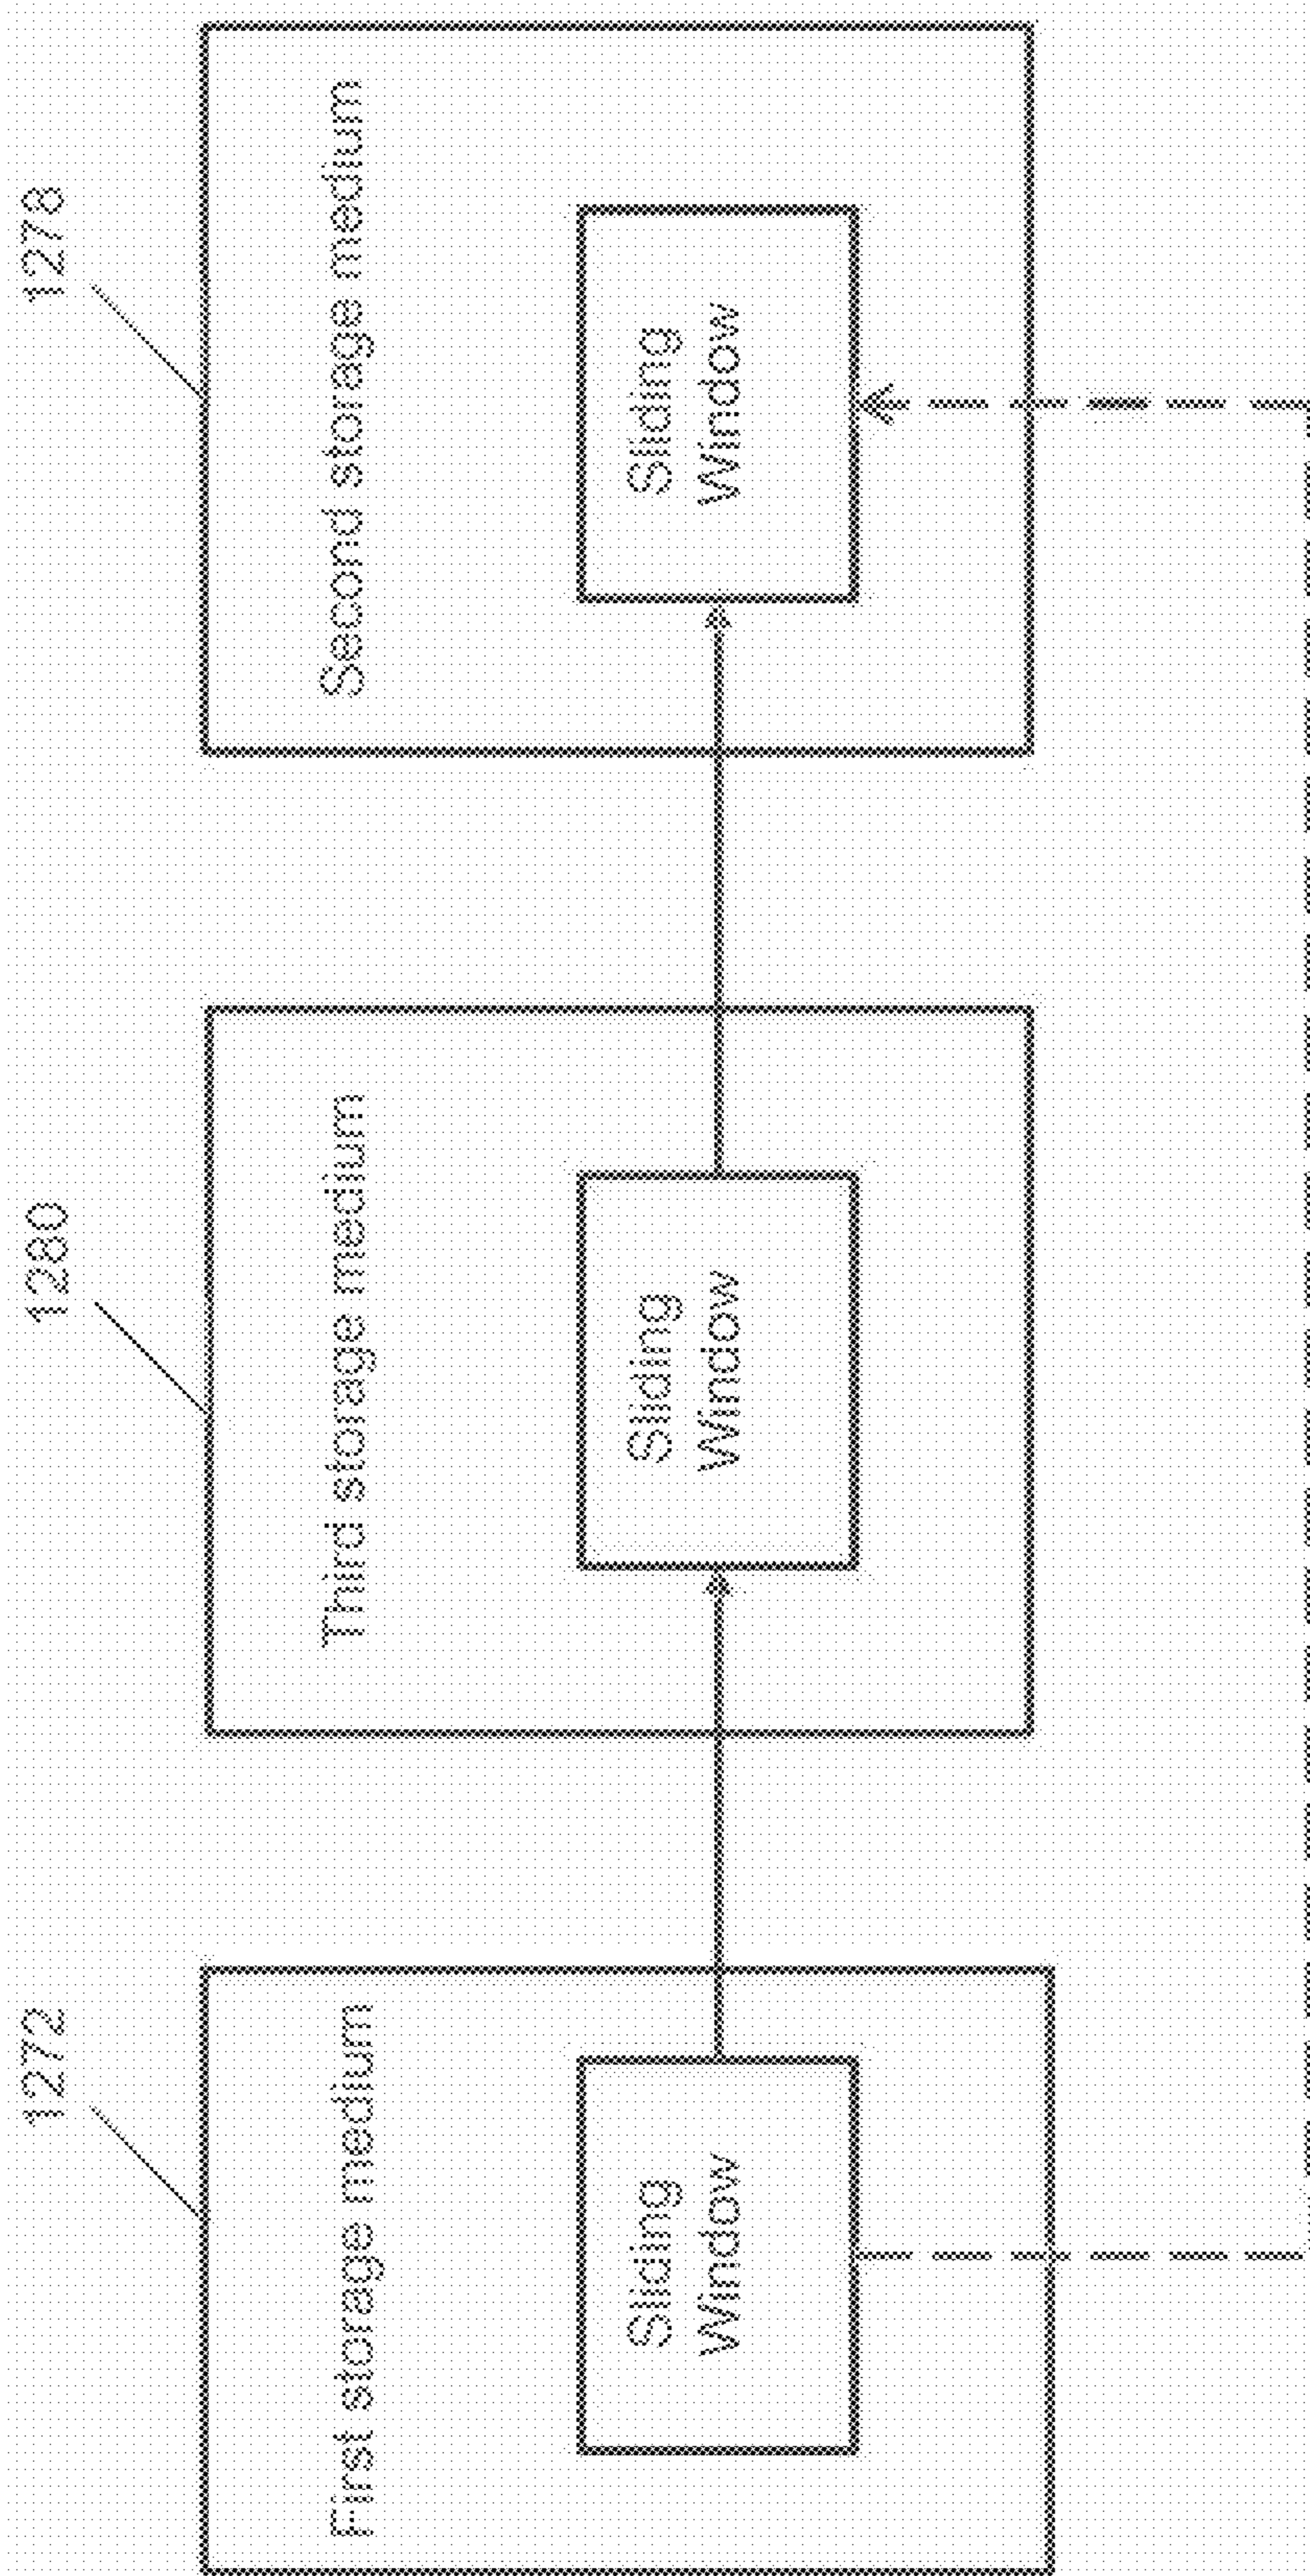 1272
First storage medium
Sliding
Window
1280
Third storage medium
Sliding
Window
1278
Second storage medium
Sliding
Window